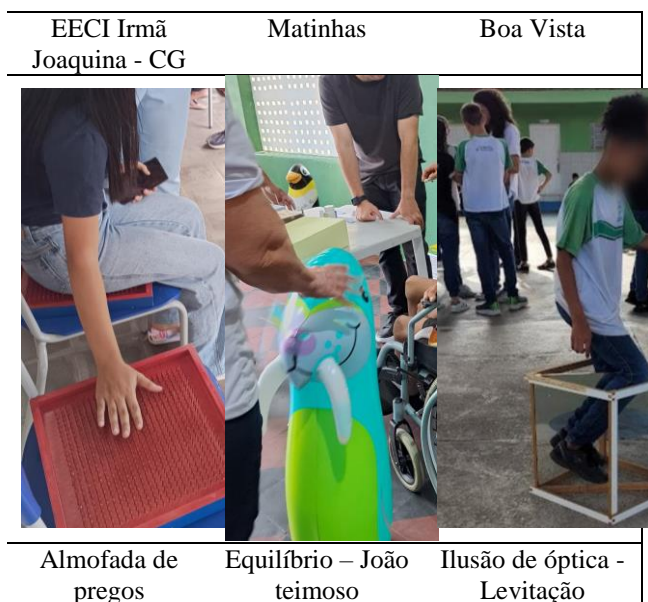 EECI Irmã
Joaquina - CG
Matinhas
Boa Vista
Almofada de
pregos
Equilíbrio – João
teimoso
Ilusão de óptica -
Levitação